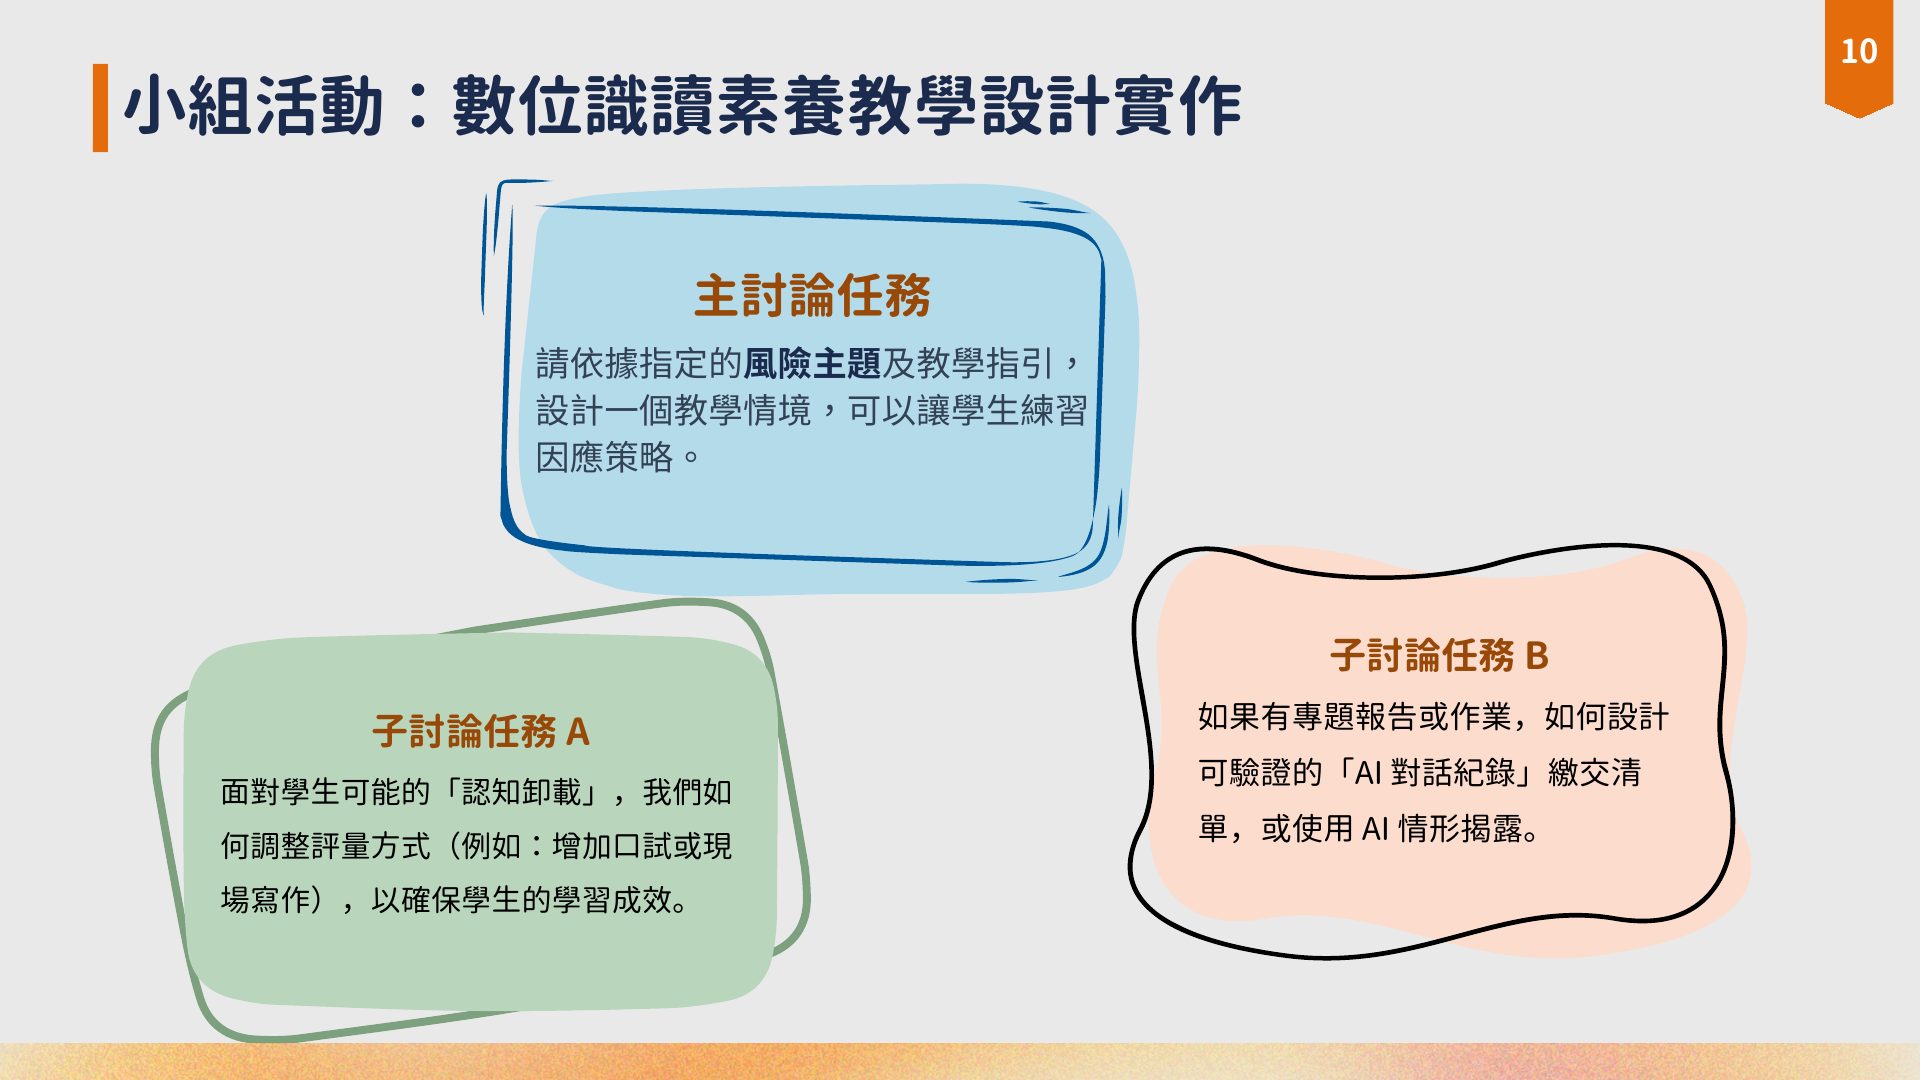 10
小組活動：數位識讀素養教學設計實作
主討論任務
請依據指定的風險主題及教學指引，
設計一個教學情境，可以讓學生練習
因應策略。
子討論任務 A
面對學生可能的「認知卸載」，我們如
何調整評量方式（例如：增加口試或現
場寫作），以確保學生的學習成效。
子討論任務 B
如果有專題報告或作業，如何設計
可驗證的「AI 對話紀錄」繳交清
單，或使用 AI 情形揭露。